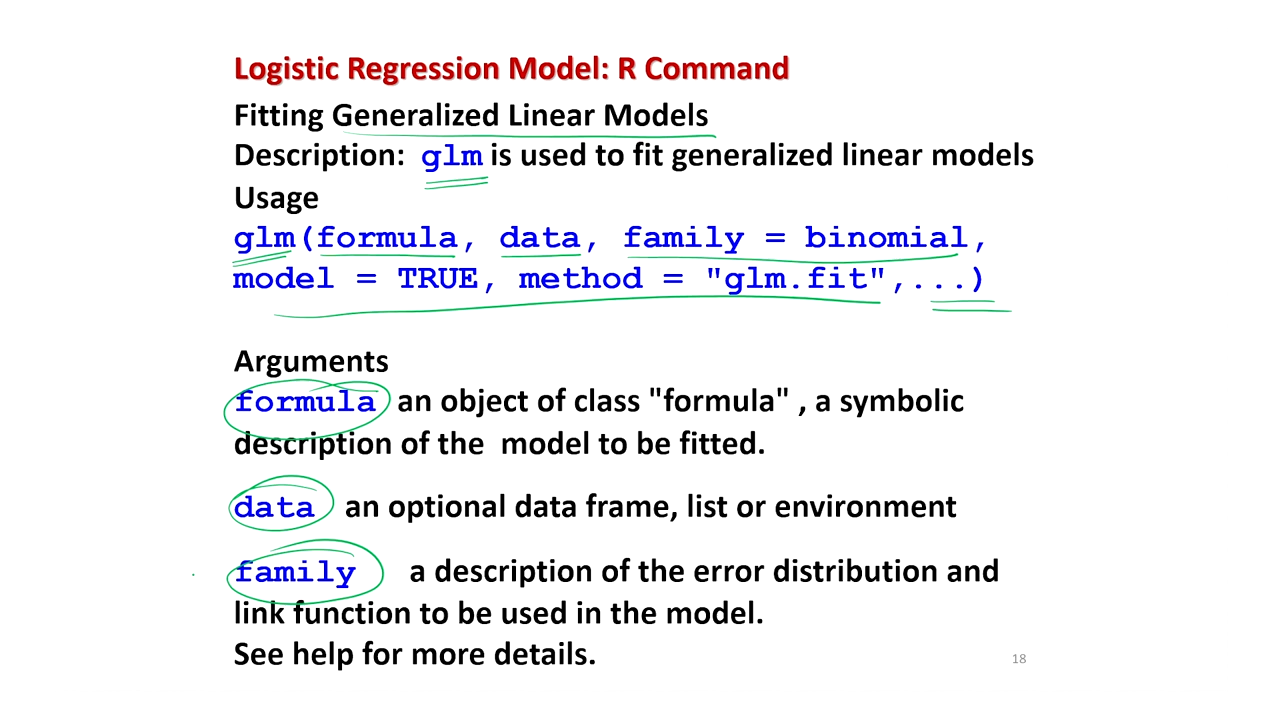 Logistic Regression Model: R Command
Fitting Generalized Linear Models
Description: glm is used to fit generalized linear models
Usage
glm(formula, data, family = binomial,
model = TRUE, method = "glm.fit",...)
Arguments
formula an object of class "formula" , a symbolic
description of the model to be fitted.
data an optional data frame, list or environment
family a description of the error distribution and
link function to be used in the model.
See help for more details.
18